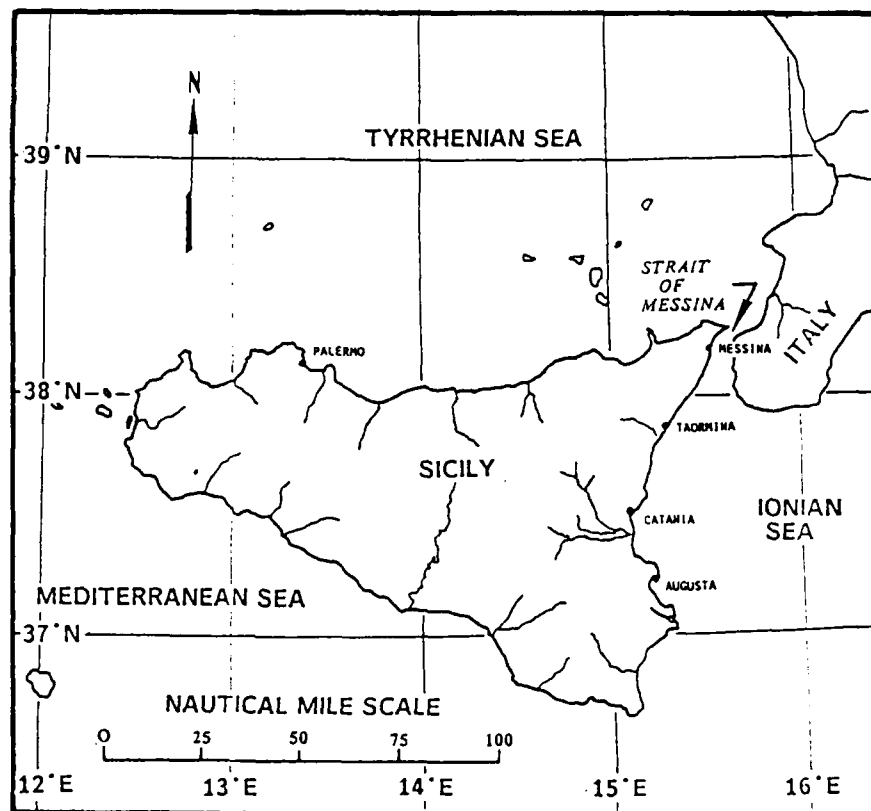 N
TYRRHENIAN SEA
39°N
STRAIT
OF
MESSINA
ITALY
MESSINA
PALERMO
38°N
TAORMINA
SICILY
IONIAN
SEA
CATANIA
AUGUSTA
MEDITERRANEAN SEA
37°N
NAUTICAL MILE SCALE
0 25 50 75 100
12°E 13°E 14°E 15°E 16°E